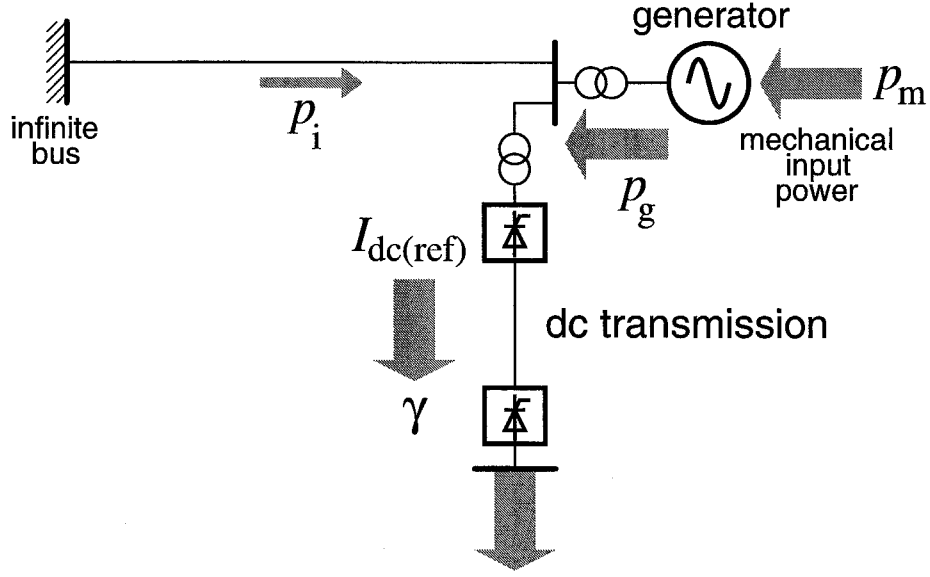 generator
p_m
p_i
infinite
bus
mechanical
input
power
p_g
I_dc(ref)
dc transmission
γ